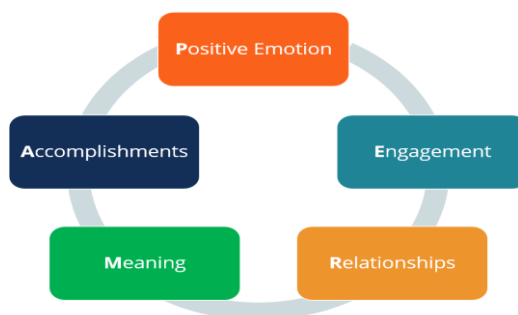 Positive Emotion
Engagement
Relationships
Meaning
Accomplishments